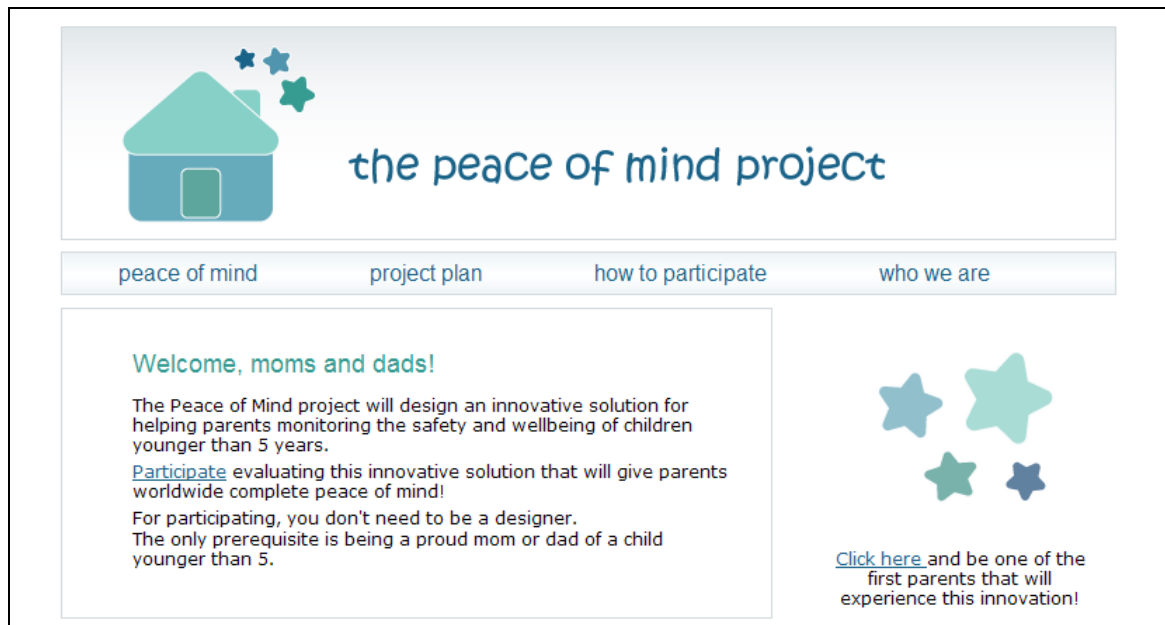 the peace of mind project
peace of mind project plan how to participate who we are
Welcome, moms and dads!
The Peace of Mind project will design an innovative solution for
helping parents monitoring the safety and wellbeing of children
younger than 5 years.
Participate evaluating this innovative solution that will give parents
worldwide complete peace of mind!
For participating, you don't need to be a designer.
The only prerequisite is being a proud mom or dad of a child
younger than 5.
Click here and be one of the
first parents that will
experience this innovation!